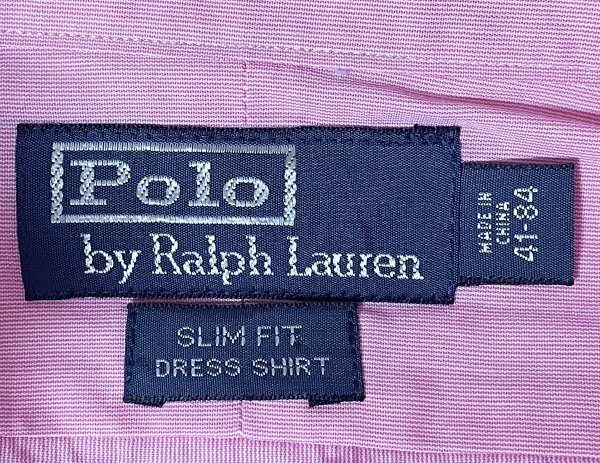 Polo
by Ralph Lauren
MADE IN
CHINA
41-84
SLIM FIT
DRESS SHIRT